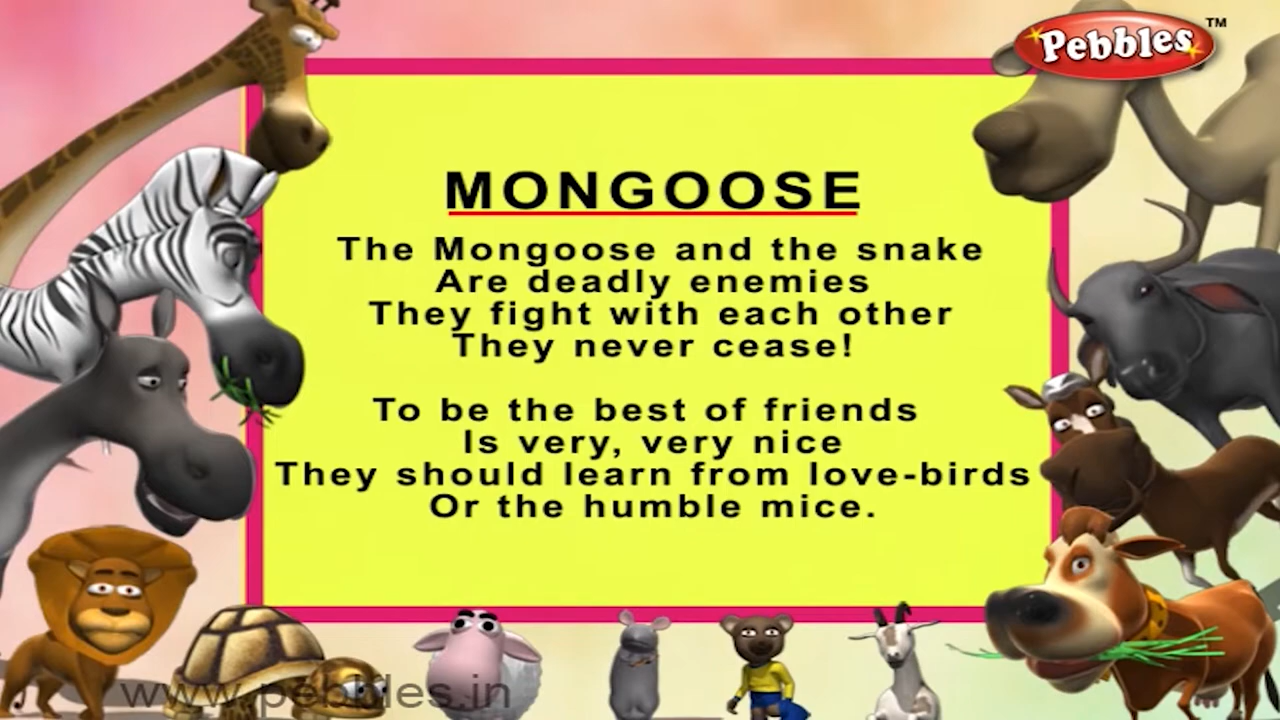 Pebbles™
MONGOOSE
The Mongoose and the snake
Are deadly enemies
They fight with each other
They never cease!
To be the best of friends
Is very, very nice
They should learn from love-birds
Or the humble mice.
www.pebbles.in